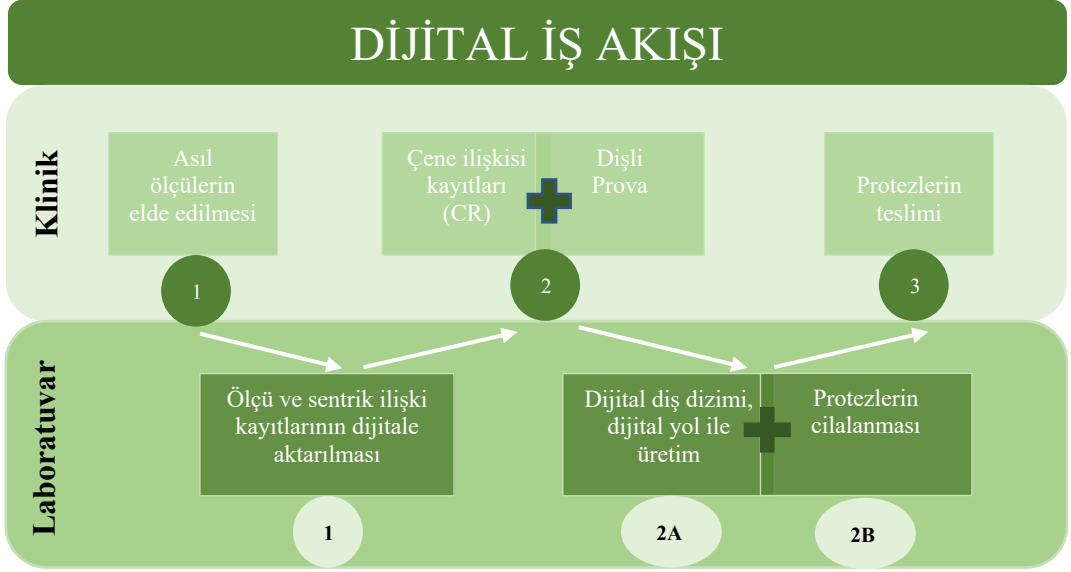 DİJİTAL İŞ AKIŞI
Klinik
Asıl
ölçülerin
elde edilmesi
1
Çene ilişkisi
kayıtları
(CR)
Dişli
Prova
2
Protezlerin
teslimi
3
Laboratuvar
Ölçü ve sentrik ilişki
kayıtlarının dijitale
aktarılması
1
Dijital diş dizimi,
dijital yol ile
üretim
2A
Protezlerin
cilalanması
2B